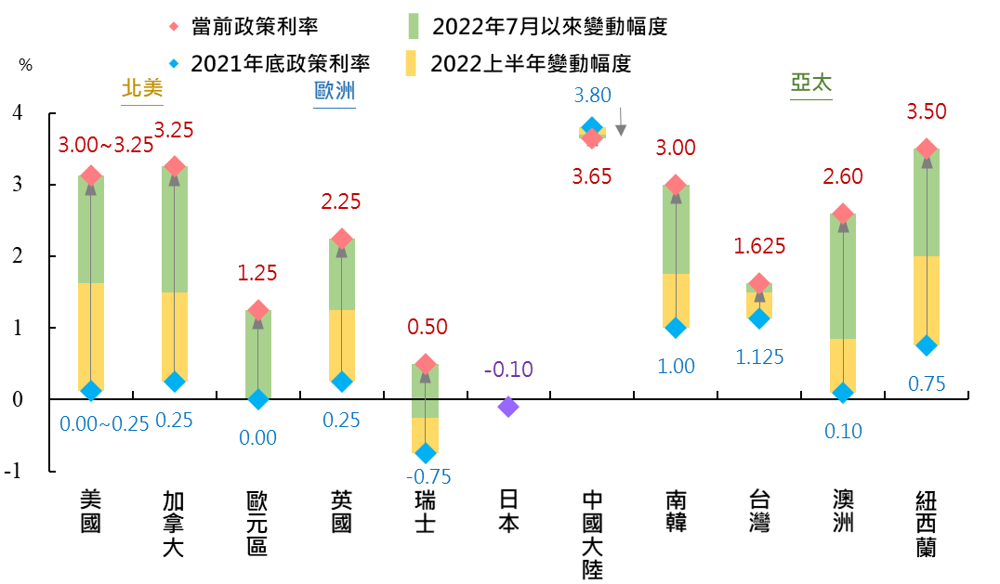 當前政策利率
2022年7月以來變動幅度
2021年底政策利率
2022上半年變動幅度
%
北美
歐洲
亞太
4
3
2
1
0
-1
3.00~3.25
3.25
1.25
2.25
0.50
-0.10
3.80
3.65
3.00
1.625
2.60
3.50
0.00~0.25
0.25
0.00
0.25
-0.75
1.00
1.125
0.10
0.75
美國
加拿大
歐元區
英國
瑞士
日本
中國大陸
南韓
台灣
澳洲
紐西蘭